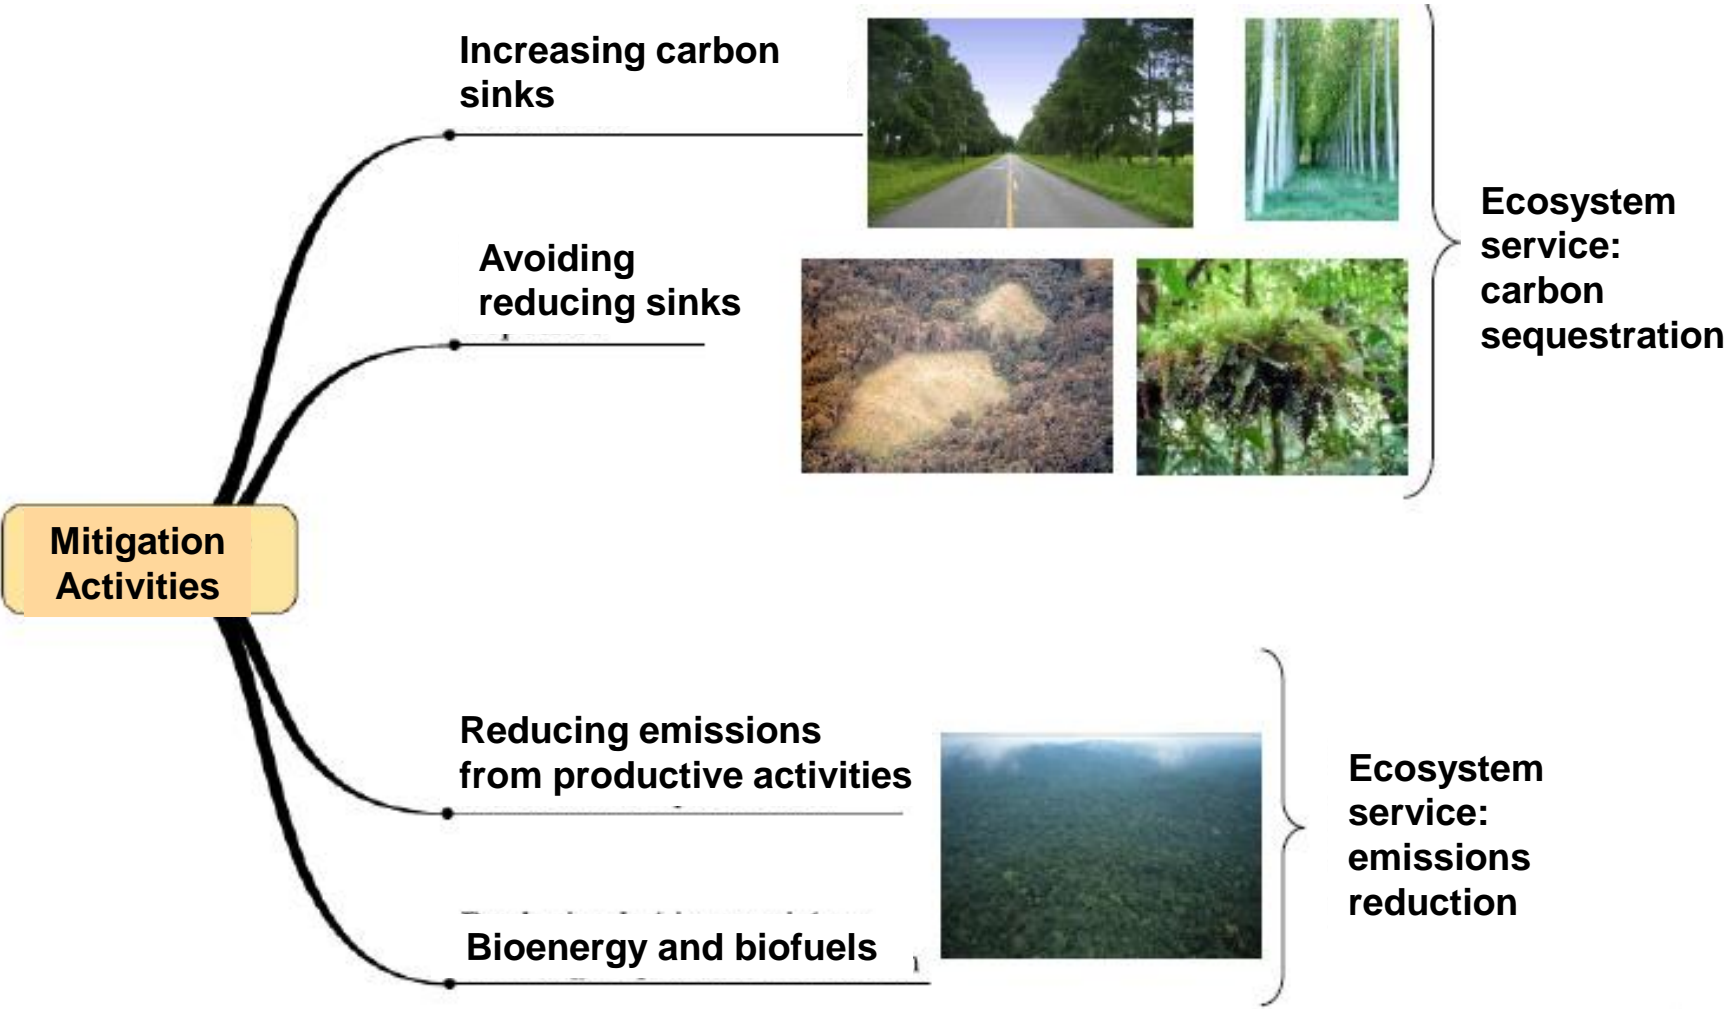 Increasing carbon
sinks
Avoiding
reducing sinks
Ecosystem
service:
carbon
sequestration
Mitigation
Activities
Reducing emissions
from productive activities
Bioenergy and biofuels
Ecosystem
service:
emissions
reduction